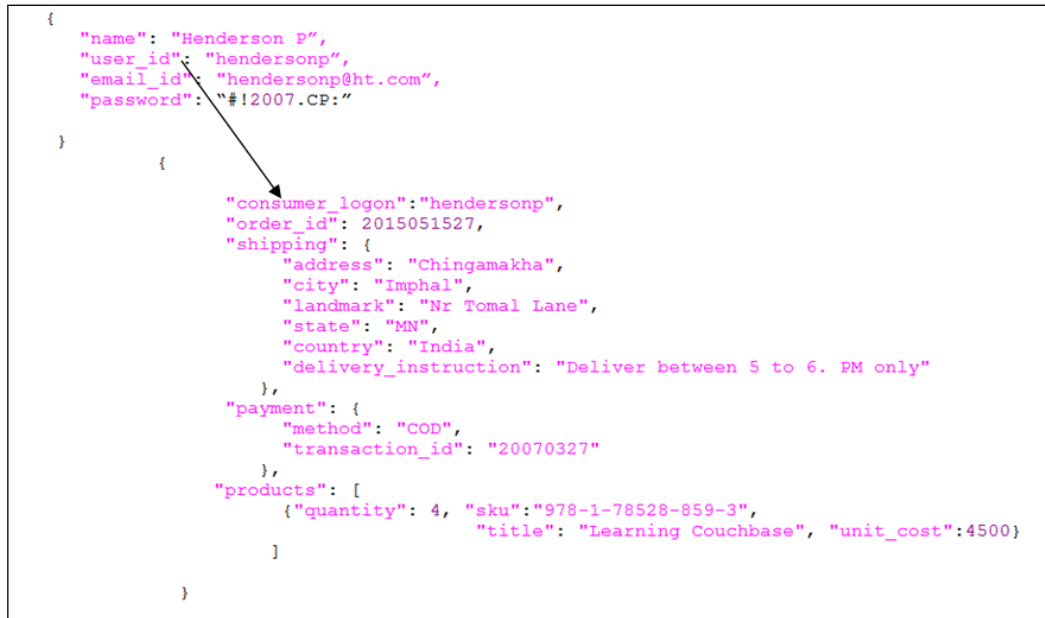 {
"name": "Henderson P”,
"user_id": "hendersonp”,
"email_id": "hendersonp@ht.com”,
"password": “#!2007.CP:”
}
{
"consumer_logon":"hendersonp",
"order_id": 2015051527,
"shipping": {
"address": "Chingamakha",
"city": "Imphal",
"landmark": "Nr Tomal Lane",
"state": "MN",
"country": "India",
"delivery_instruction": "Deliver between 5 to 6. PM only"
},
"payment": {
"method": "COD",
"transaction_id": "20070327"
},
"products": [
{"quantity": 4, "sku":"978-1-78528-859-3",
"title": "Learning Couchbase", "unit_cost":4500}
]
}